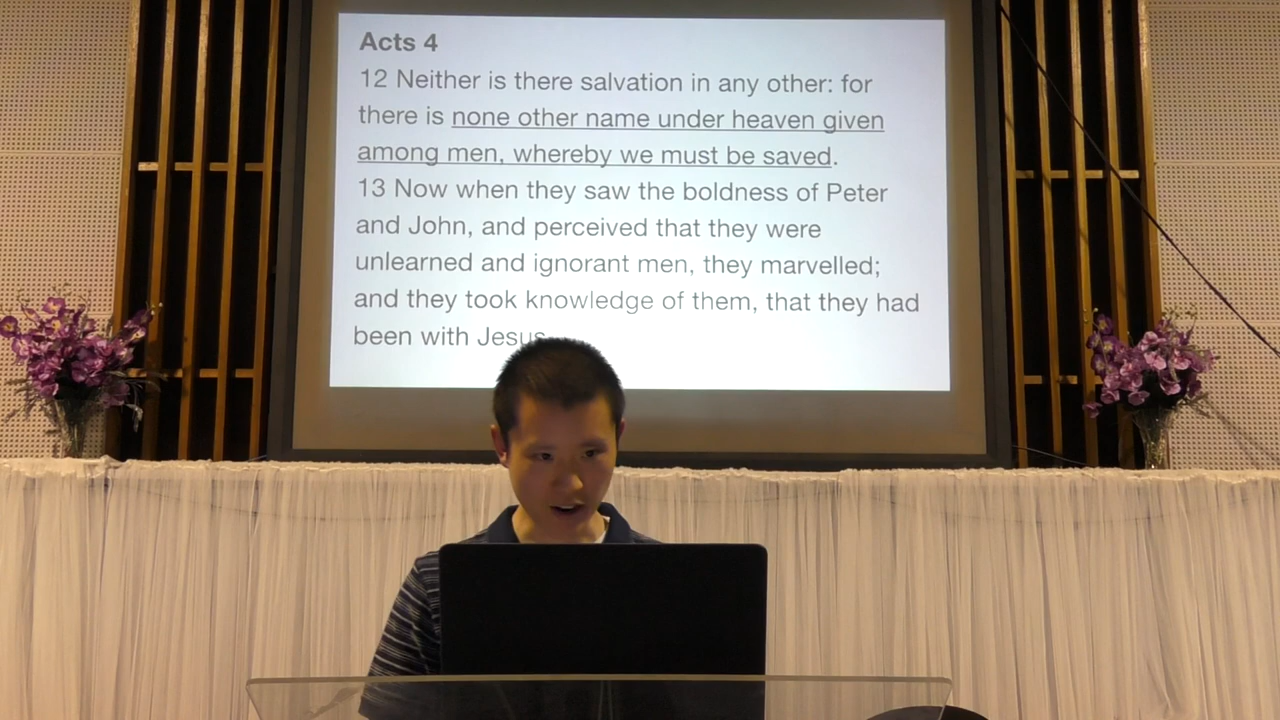 Acts 4
12 Neither is there salvation in any other: for
there is none other name under heaven given
among men, whereby we must be saved.
13 Now when they saw the boldness of Peter
and John, and perceived that they were
unlearned and ignorant men, they marvelled;
and they took knowledge of them, that they had
been with Jesus